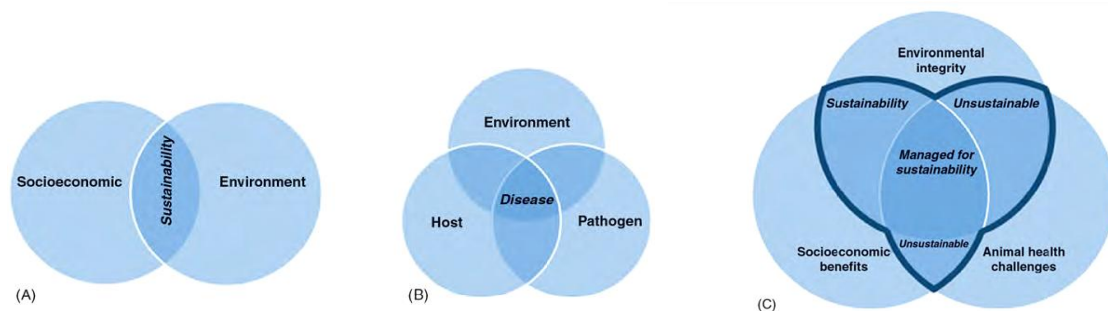 Socioeconomic
Sustainability
Environment
(A)
Environment
Disease
Host
Pathogen
(B)
Environmental
integrity
Sustainability
Unsustainable
Managed for
sustainability
Unsustainable
Socioeconomic
benefits
Animal health
challenges
(C)